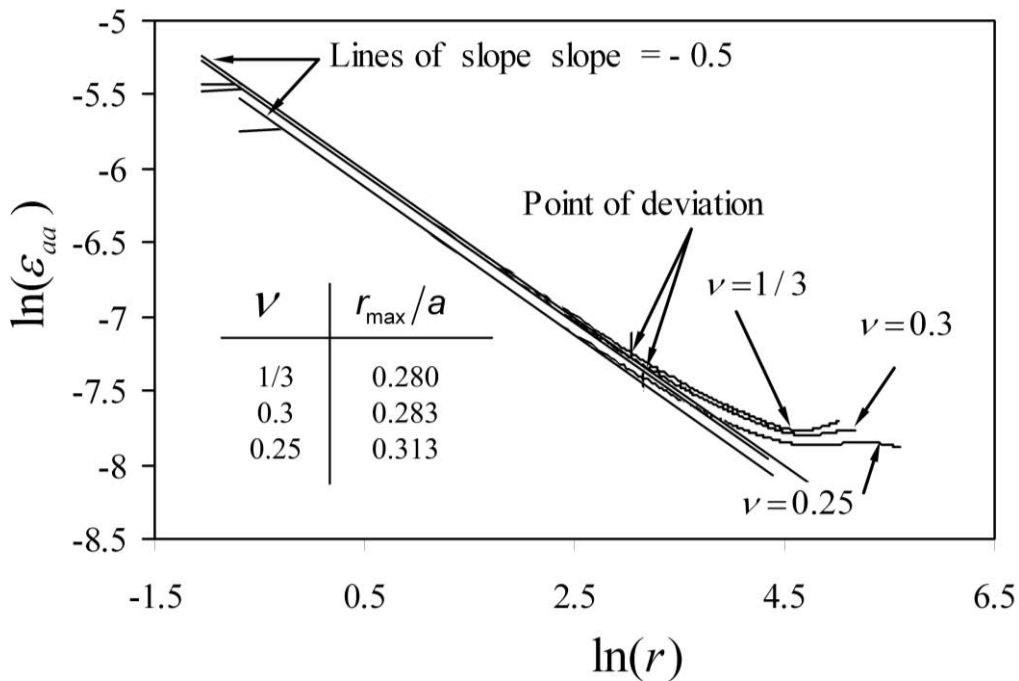 -5
-5.5
-6
-6.5
-7
-7.5
-8
-8.5
ln(ε_aa)
Lines of slope slope = - 0.5
Point of deviation
ν=1/3
ν=0.3
ν=0.25
ν r_max/a
1/3 0.280
0.3 0.283
0.25 0.313
-1.5 0.5 2.5 4.5 6.5
ln(r)